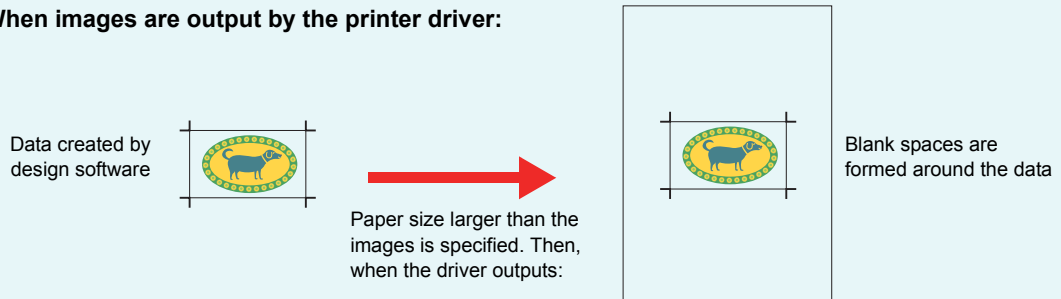 When images are output by the printer driver:
Data created by
design software
Paper size larger than the
images is specified. Then,
when the driver outputs:
Blank spaces are
formed around the data